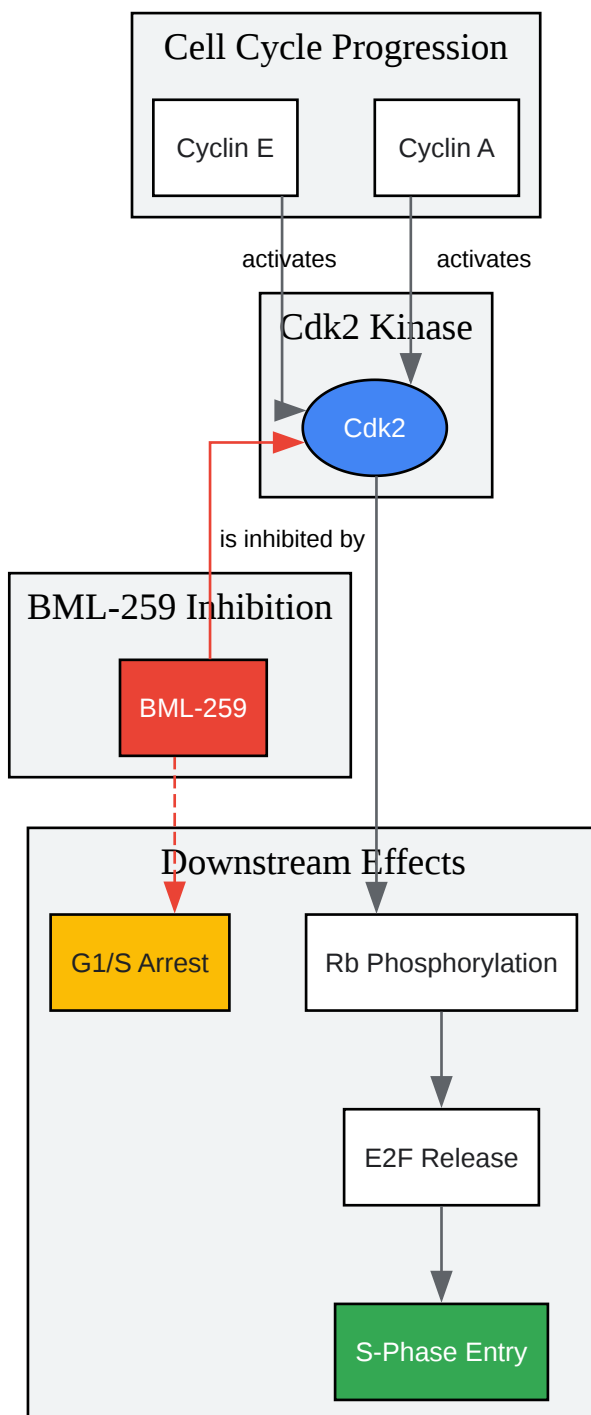 Cell Cycle Progression
Cyclin E
Cyclin A
activates
activates
Cdk2 Kinase
Cdk2
is inhibited by
BML-259 Inhibition
BML-259
Downstream Effects
G1/S Arrest
Rb Phosphorylation
E2F Release
S-Phase Entry